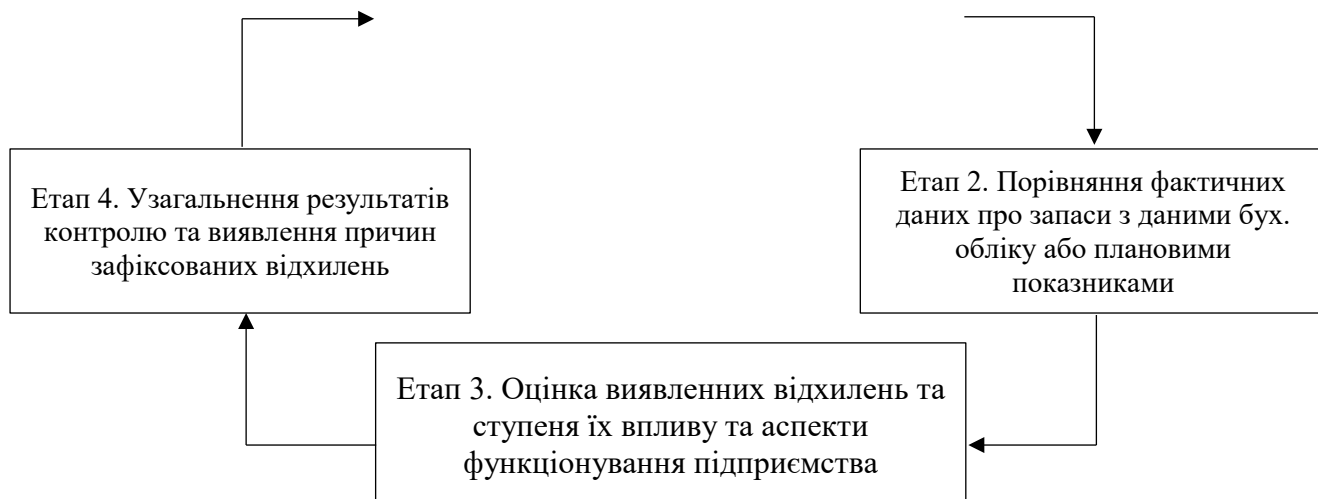 Етап 4. Узагальнення результатів
контролю та виявлення причин
зафіксованих відхилень
Етап 2. Порівняння фактичних
даних про запаси з даними бух.
обліку або плановими
показниками
Етап 3. Оцінка виявленних відхилень та
ступеня їх впливу та аспекти
функціонування підприємства